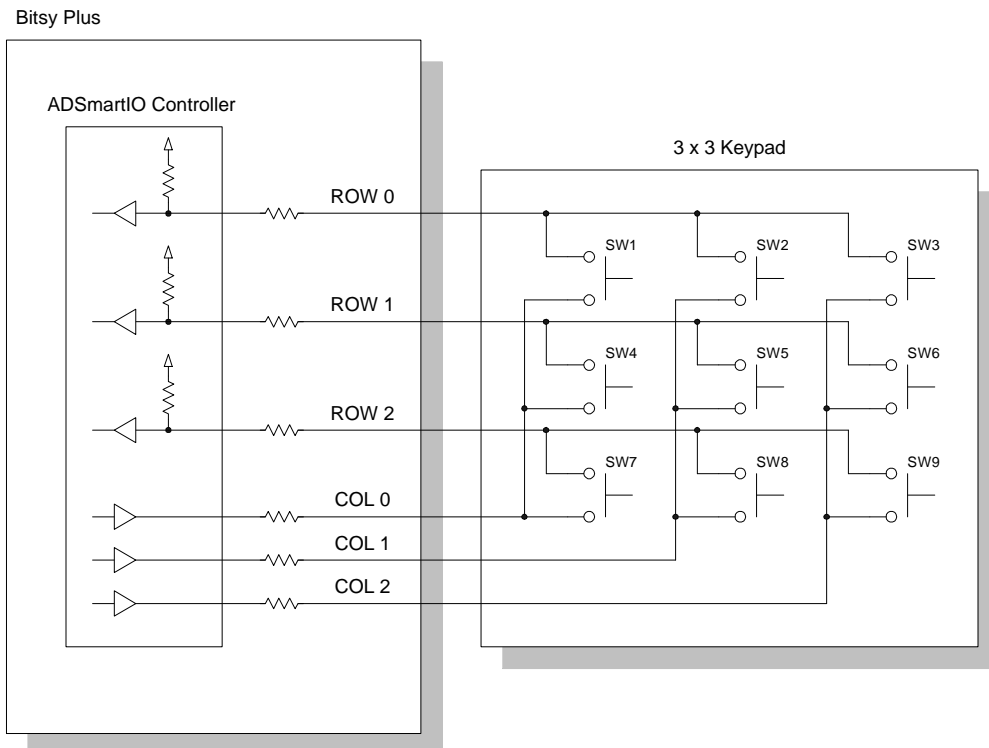 Bitsy Plus
ADSmartIO Controller
3 x 3 Keypad
ROW 0
SW1
SW2
SW3
ROW 1
SW4
SW5
SW6
ROW 2
SW7
SW8
SW9
COL 0
COL 1
COL 2